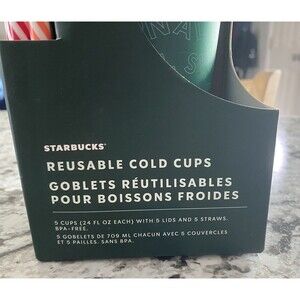 STARBUCKS®
REUSABLE COLD CUPS
GOBLETS RÉUTILISABLES
POUR BOISSONS FROIDES
5 CUPS (24 FL OZ EACH) WITH 5 LIDS AND 5 STRAWS.
BPA-FREE.
5 GOBELETS DE 709 ML CHACUN AVEC 5 COUVERCLES
ET 5 PAILLES. SANS BPA.